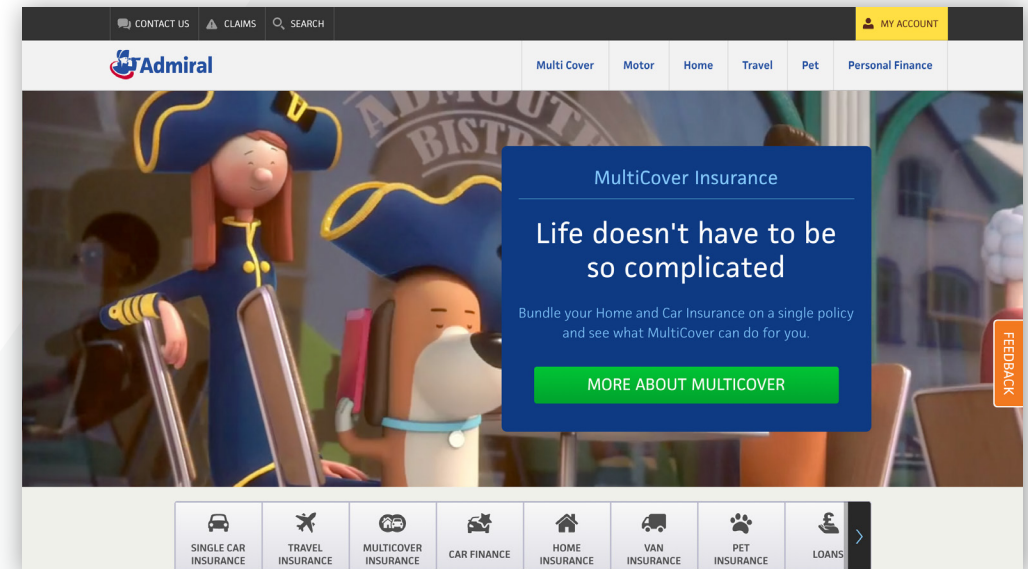 CONTACT US
CLAIMS
SEARCH
MY ACCOUNT
Admiral
Multi Cover
Motor
Home
Travel
Pet
Personal Finance
BISTRO
MultiCover Insurance
Life doesn't have to be
so complicated
Bundle your Home and Car Insurance on a single policy
and see what MultiCover can do for you.
MORE ABOUT MULTICOVER
FEEDBACK
SINGLE CAR
INSURANCE
TRAVEL
INSURANCE
MULTICOVER
INSURANCE
CAR FINANCE
HOME
INSURANCE
VAN
INSURANCE
PET
INSURANCE
LOANS